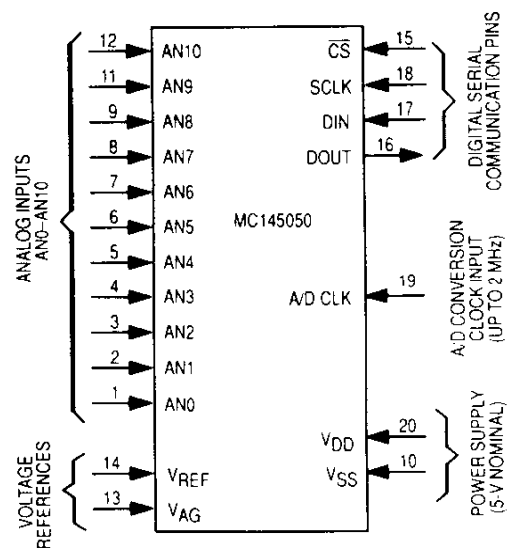 ANALOG INPUTS
AN0–AN10
12 AN10
11 AN9
9 AN8
8 AN7
7 AN6
6 AN5
5 AN4
4 AN3
3 AN2
2 AN1
1 AN0
VOLTAGE
REFERENCES
14 VREF
13 VAG
MC145050
CS 15
SCLK 18
DIN 17
DOUT 16
DIGITAL SERIAL
COMMUNICATION PINS
A/D CLK 19
A/D CONVERSION
CLOCK INPUT
(UP TO 2 MHz)
VDD 20
VSS 10
POWER SUPPLY
(5-V NOMINAL)